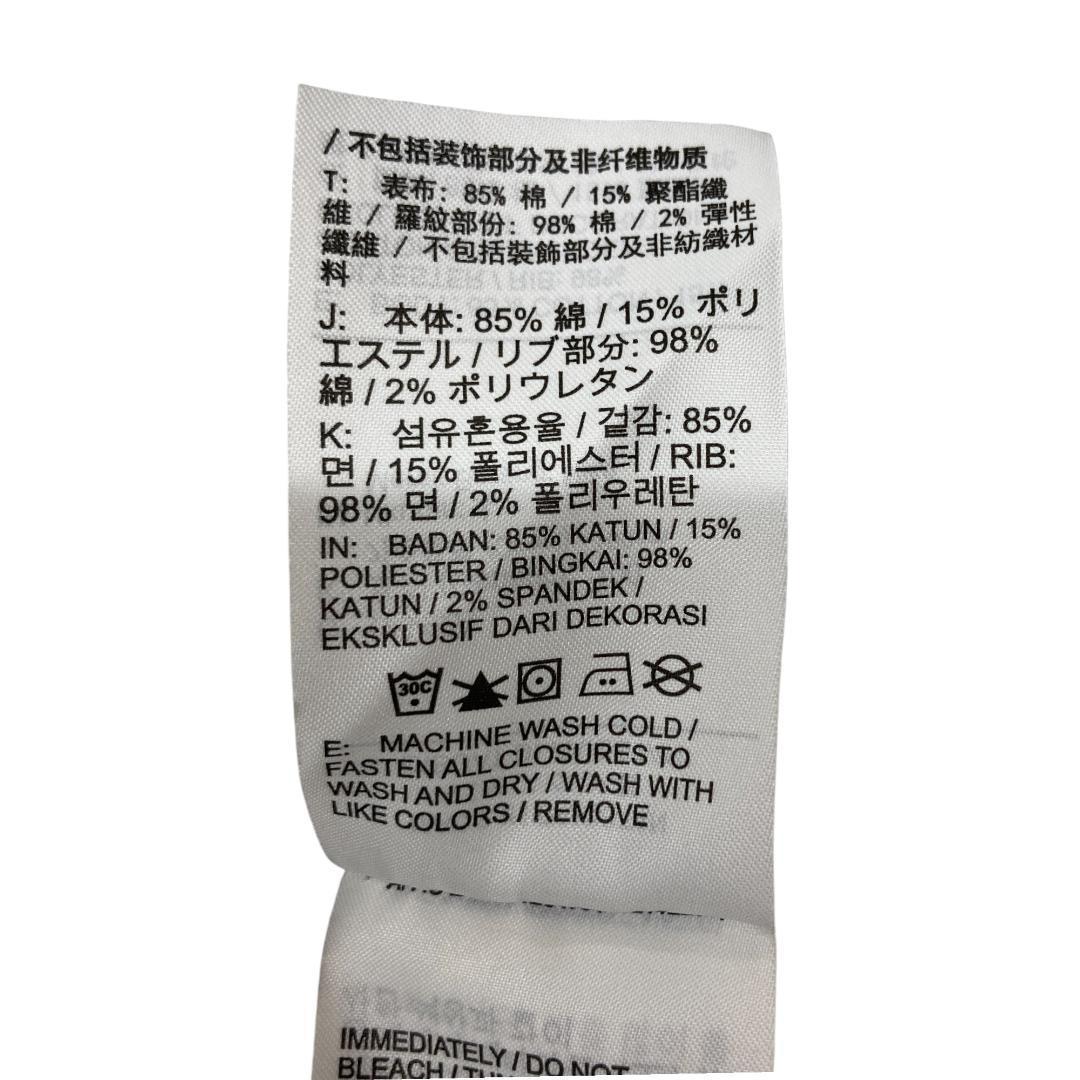 / 不包括装饰部分及非纤维物质
T: 表布: 85% 棉 / 15% 聚酯纖
維 / 羅紋部份: 98% 棉 / 2% 彈性
纖維 / 不包括裝飾部分及非紡織材
料
J: 本体: 85% 綿 / 15% ポリ
エステル / リブ部分: 98%
綿 / 2% ポリウレタン
K: 섬유혼용율 / 겉감: 85%
면 / 15% 폴리에스터 / RIB:
98% 면 / 2% 폴리우레탄
IN: BADAN: 85% KATUN / 15%
POLIESTER / BINGKAI: 98%
KATUN / 2% SPANDEK /
EKSKLUSIF DARI DEKORASI
30C
E: MACHINE WASH COLD /
FASTEN ALL CLOSURES TO
WASH AND DRY / WASH WITH
LIKE COLORS / REMOVE
IMMEDIATELY / DO NOT
BLEACH /